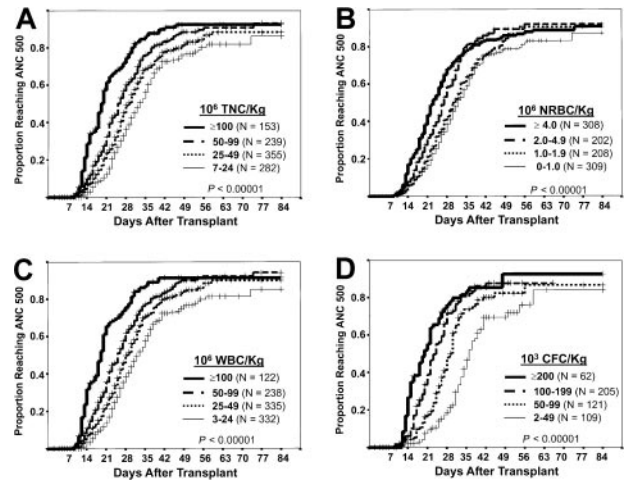 A
Proportion Reaching ANC 500
1
0.8
0.6
0.4
0.2
10⁶ TNC/Kg
≥100 (N = 153)
50-99 (N = 239)
25-49 (N = 355)
7-24 (N = 282)
P < 0.00001
7 14 21 28 35 42 49 56 63 70 77 84
Days After Transplant
B
Proportion Reaching ANC 500
1
0.8
0.6
0.4
0.2
10⁶ NRBC/Kg
≥ 4.0 (N = 308)
2.0-4.9 (N = 202)
1.0-1.9 (N = 208)
0-1.0 (N = 309)
P < 0.00001
7 14 21 28 35 42 49 56 63 70 77 84
Days After Transplant
C
Proportion Reaching ANC 500
1
0.8
0.6
0.4
0.2
10⁶ WBC/Kg
≥100 (N = 122)
50-99 (N = 238)
25-49 (N = 335)
3-24 (N = 332)
P < 0.00001
7 14 21 28 35 42 49 56 63 70 77 84
Days After Transplant
D
Proportion Reaching ANC 500
1
0.8
0.6
0.4
0.2
10³ CFC/Kg
≥200 (N = 62)
100-199 (N = 205)
50-99 (N = 121)
2-49 (N = 109)
P < 0.00001
7 14 21 28 35 42 49 56 63 70 77 84
Days After Transplant